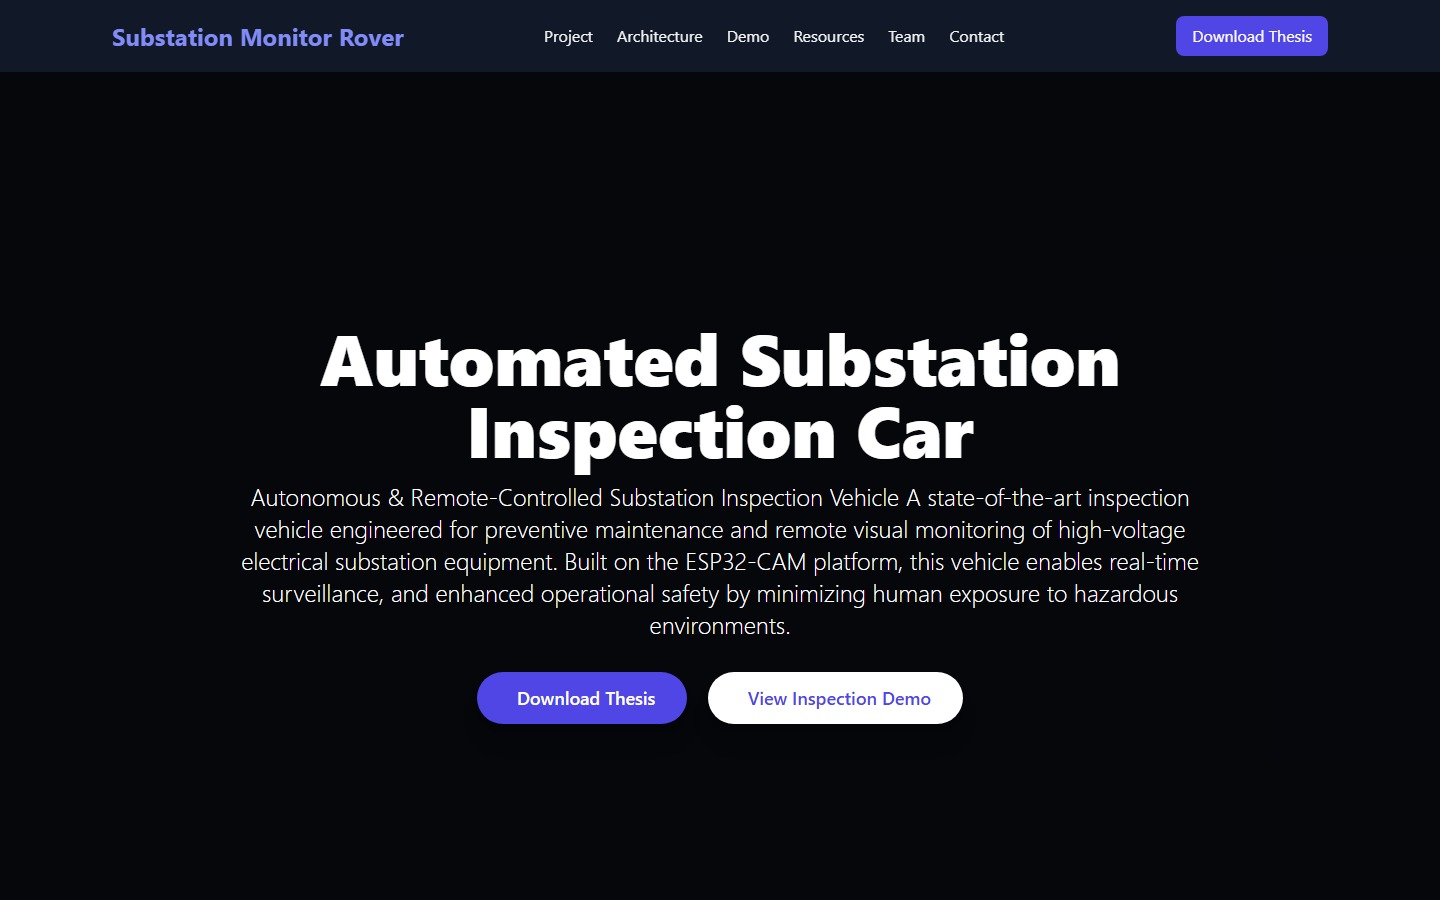 Substation Monitor Rover
Project
Architecture
Demo
Resources
Team
Contact
Download Thesis
Automated Substation
Inspection Car
Autonomous & Remote-Controlled Substation Inspection Vehicle A state-of-the-art inspection
vehicle engineered for preventive maintenance and remote visual monitoring of high-voltage
electrical substation equipment. Built on the ESP32-CAM platform, this vehicle enables real-time
surveillance, and enhanced operational safety by minimizing human exposure to hazardous
environments.
Download Thesis
View Inspection Demo